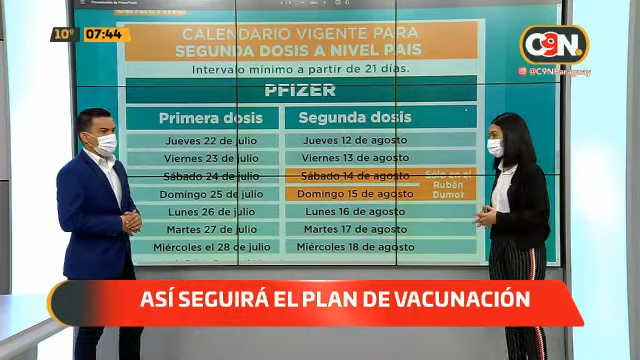 10°
07:44
CALENDARIO VIGENTE PARA
SEGUNDA DOSIS A NIVEL PAÍS
Intervalo mínimo a partir de 21 días.
PFIZER
Primera dosis Segunda dosis
Jueves 22 de julio Jueves 12 de agosto
Viernes 23 de julio Viernes 13 de agosto
Sábado 24 de julio Sábado 14 de agosto Sólo en el
Rubén
Domingo 25 de julio Domingo 15 de agosto Dumot
Lunes 26 de julio Lunes 16 de agosto
Martes 27 de julio Martes 17 de agosto
Miércoles el 28 de julio Miércoles 18 de agosto
C9N
@C9NParaguay
ASÍ SEGUIRÁ EL PLAN DE VACUNACIÓN